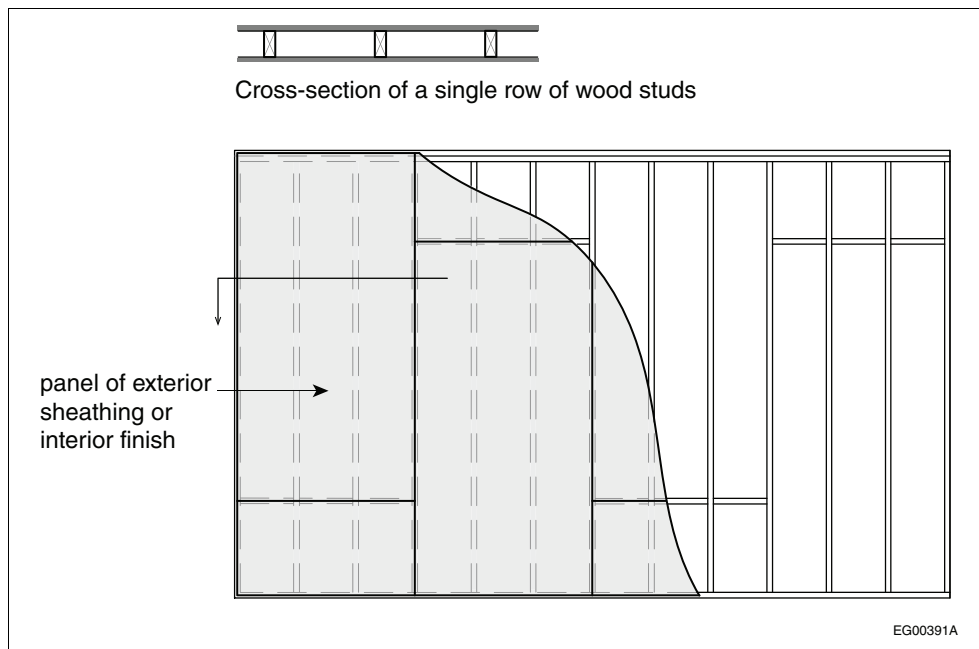 Cross-section of a single row of wood studs
panel of exterior
sheathing or
interior finish
EG00391A